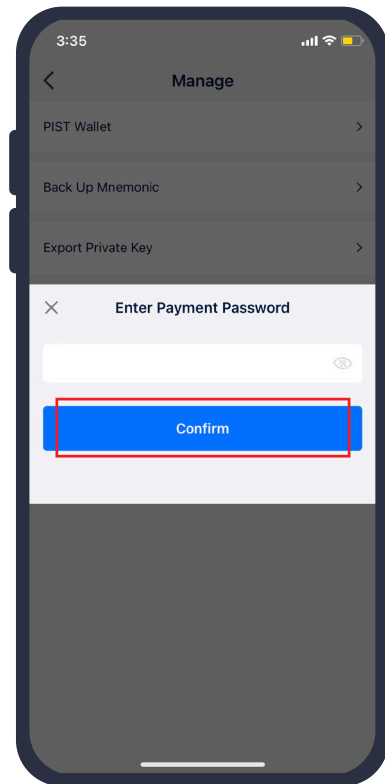 3:35
Manage
PIST Wallet
Back Up Mnemonic
Export Private Key
Enter Payment Password
Confirm